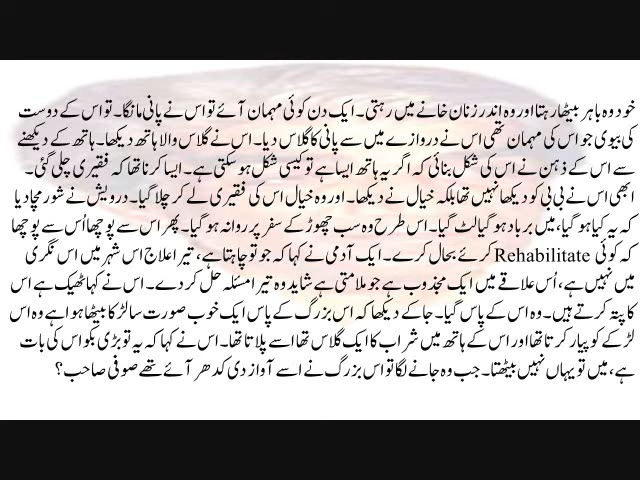 خود وہ باہر بیٹھا رہتا اور وہ اندر زنان خانے میں رہتی۔ ایک دن کوئی مہمان آئے تو اس نے پانی مانگا۔ تو اس کے دوست
کی بیوی جو اس کی مہمان تھی اس نے دروازے میں سے پانی کا گلاس دیا۔ اس نے گلاس والا ہاتھ دیکھا۔ ہاتھ کے دیکھنے
سے اس کے ذہن نے اس کی شکل بنائی کہ اگر یہ ہاتھ ایسا ہے تو کیسی شکل ہو سکتی ہے۔ ایسا کرنا تھا کہ فقیری چلی گئی۔
ابھی اس نے بی بی کو دیکھا نہیں تھا بلکہ خیال نے دیکھا۔ اور وہ خیال اس کی فقیری لے کر چلا گیا۔ درویش نے شور مچا دیا
کہ یہ کیا ہو گیا، میں برباد ہو گیا لٹ گیا۔ اس طرح وہ سب چھوڑ کے سفر پر روانہ ہو گیا۔ پھر اس سے پوچھا اُس سے پوچھا
کہ کوئی Rehabilitate کرئے بحال کرے۔ ایک آدمی نے کہا کہ جو تو چاہتا ہے، تیرا علاج اس شہر میں اس نگری
میں نہیں ہے، اُس علاقے میں ایک مجذوب ہے جو ملامتی ہے شاید وہ تیرا مسئلہ حل کر دے۔ اس نے کہا ٹھیک ہے اس
کا پتہ کرتے ہیں۔ وہ اس کے پاس گیا۔ جا کے دیکھا کہ اس بزرگ کے پاس ایک خوب صورت سا لڑکا بیٹھا ہوا ہے وہ اس
لڑکے کو پیار کرتا تھا اور اس کے ہاتھ میں شراب کا ایک گلاس تھا اسے پلاتا تھا۔ اس نے کہا کہ یہ تو بڑی بکواس کی بات
ہے، میں تو یہاں نہیں بیٹھتا۔ جب وہ جانے لگا تو اس بزرگ نے اسے آواز دی کدھر آئے تھے صوفی صاحب؟